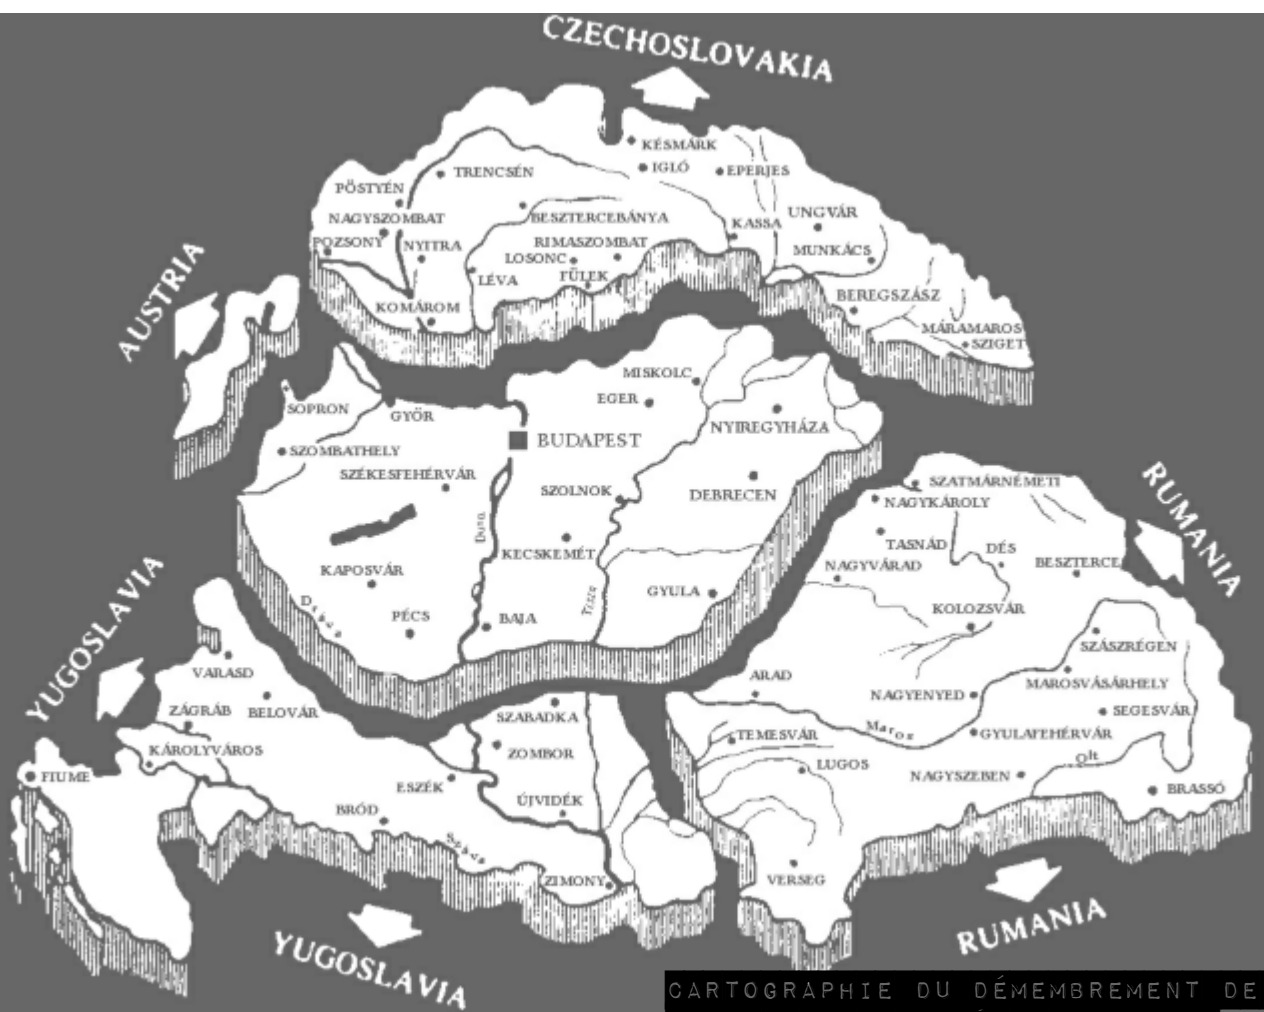 CZECHOSLOVAKIA
KÉSMÁRK
IGLÓ
EPERJES
TRENCSÉN
PÖSTYÉN
NAGYSZOMBAT
BESZTERCEBÁNYA
UNGVÁR
KASSA
POZSONY
NYITRA
RIMASZOMBAT
LOSONC
MUNKÁCS
LÉVA
FÜLEK
KOMÁROM
BEREGSZÁSZ
MÁRAMAROS
SZIGET
AUSTRIA
MISKOLC
EGER
SOPRON
GYŐR
NYIREGYHÁZA
BUDAPEST
SZOMBATHELY
SZÉKESFEHÉRVÁR
SZOLNOK
DEBRECEN
Duna
KECSKEMÉT
KAPOSVÁR
Tisza
GYULA
Dráva
PÉCS
BAJA
RUMANIA
SZATMÁRNÉMETI
NAGYKÁROLY
TASNÁD
DÉS
NAGYVÁRAD
BESZTERCE
KOLOZSVÁR
SZÁSZRÉGEN
ARAD
NAGYENYED
MAROSVÁSÁRHELY
SEGESVÁR
Maros
TEMESVÁR
GYULAFEHÉRVÁR
LUGOS
NAGYSZEBEN
Olt
BRASSÓ
VERSEG
YUGOSLAVIA
VARASD
ZÁGRÁB
BELOVÁR
KÁROLYVÁROS
FIUME
SZABADKA
ZOMBOR
ESZÉK
ÚJVIDÉK
BRÓD
Száva
ZIMONY
YUGOSLAVIA
RUMANIA
CARTOGRAPHIE DU DÉMEMBREMENT DE